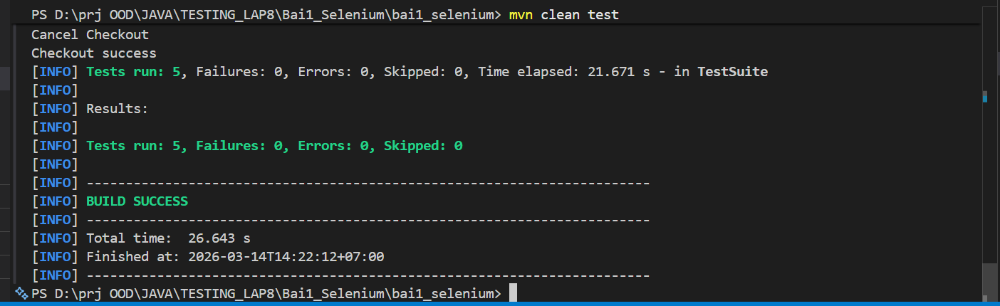 PS D:\prj OOD\JAVA\TESTING_LAP8\Bai1_Selenium\bai1_selenium> mvn clean test
Cancel Checkout
Checkout success
[INFO] Tests run: 5, Failures: 0, Errors: 0, Skipped: 0, Time elapsed: 21.671 s - in TestSuite
[INFO]
[INFO] Results:
[INFO]
[INFO] Tests run: 5, Failures: 0, Errors: 0, Skipped: 0
[INFO]
[INFO] ------------------------------------------------------------------------
[INFO] BUILD SUCCESS
[INFO] ------------------------------------------------------------------------
[INFO] Total time:  26.643 s
[INFO] Finished at: 2026-03-14T14:22:12+07:00
[INFO] ------------------------------------------------------------------------
PS D:\prj OOD\JAVA\TESTING_LAP8\Bai1_Selenium\bai1_selenium>